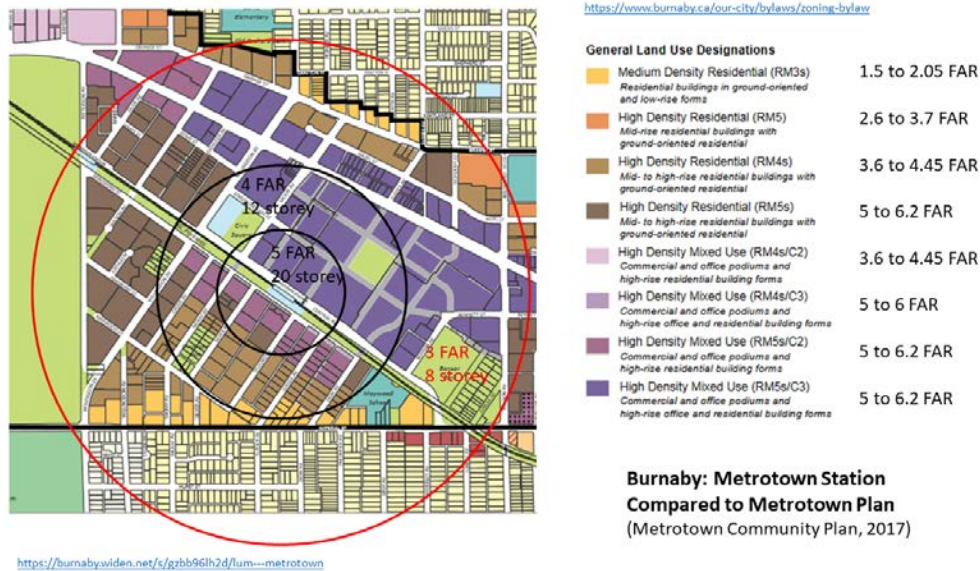 https://www.burnaby.ca/our-city/bylaws/zoning-bylaw
General Land Use Designations
Medium Density Residential (RM3s)
1.5 to 2.05 FAR
Residential buildings in ground-oriented
and low-rise forms
High Density Residential (RM5)
2.6 to 3.7 FAR
Mid-rise residential buildings with
ground-oriented residential
High Density Residential (RM4s)
3.6 to 4.45 FAR
Mid- to high-rise residential buildings with
ground-oriented residential
High Density Residential (RM5s)
5 to 6.2 FAR
Mid- to high-rise residential buildings with
ground-oriented residential
High Density Mixed Use (RM4s/C2)
3.6 to 4.45 FAR
Commercial and office podiums and
high-rise residential building forms
High Density Mixed Use (RM4s/C3)
5 to 6 FAR
Commercial and office podiums and
high-rise office and residential building forms
High Density Mixed Use (RM5s/C2)
5 to 6.2 FAR
Commercial and office podiums and
high-rise residential building forms
High Density Mixed Use (RM5s/C3)
5 to 6.2 FAR
Commercial and office podiums and
high-rise office and residential building forms
Elementary
4 FAR
12 storey
Civic
Square
5 FAR
20 storey
3 FAR
8 storey
Maywood
School
Burnaby: Metrotown Station
Compared to Metrotown Plan
(Metrotown Community Plan, 2017)
https://burnaby.widen.net/s/gzbb96lh2d/lum---metrotown